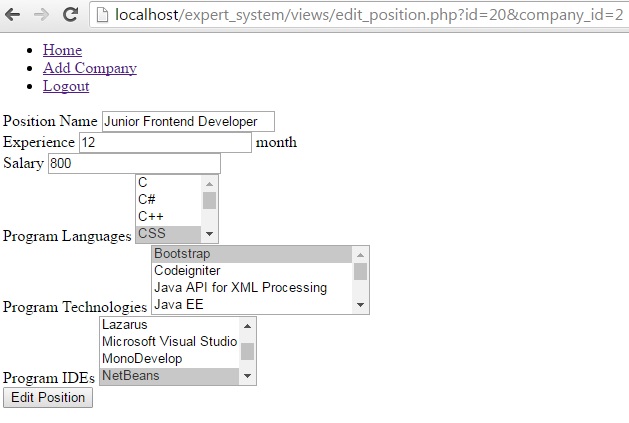 localhost/expert_system/views/edit_position.php?id=20&company_id=2
Home
Add Company
Logout
Position Name Junior Frontend Developer
Experience 12 month
Salary 800
C
C#
C++
Program Languages CSS
Bootstrap
Codeigniter
Java API for XML Processing
Program Technologies Java EE
Lazarus
Microsoft Visual Studio
MonoDevelop
Program IDEs NetBeans
Edit Position